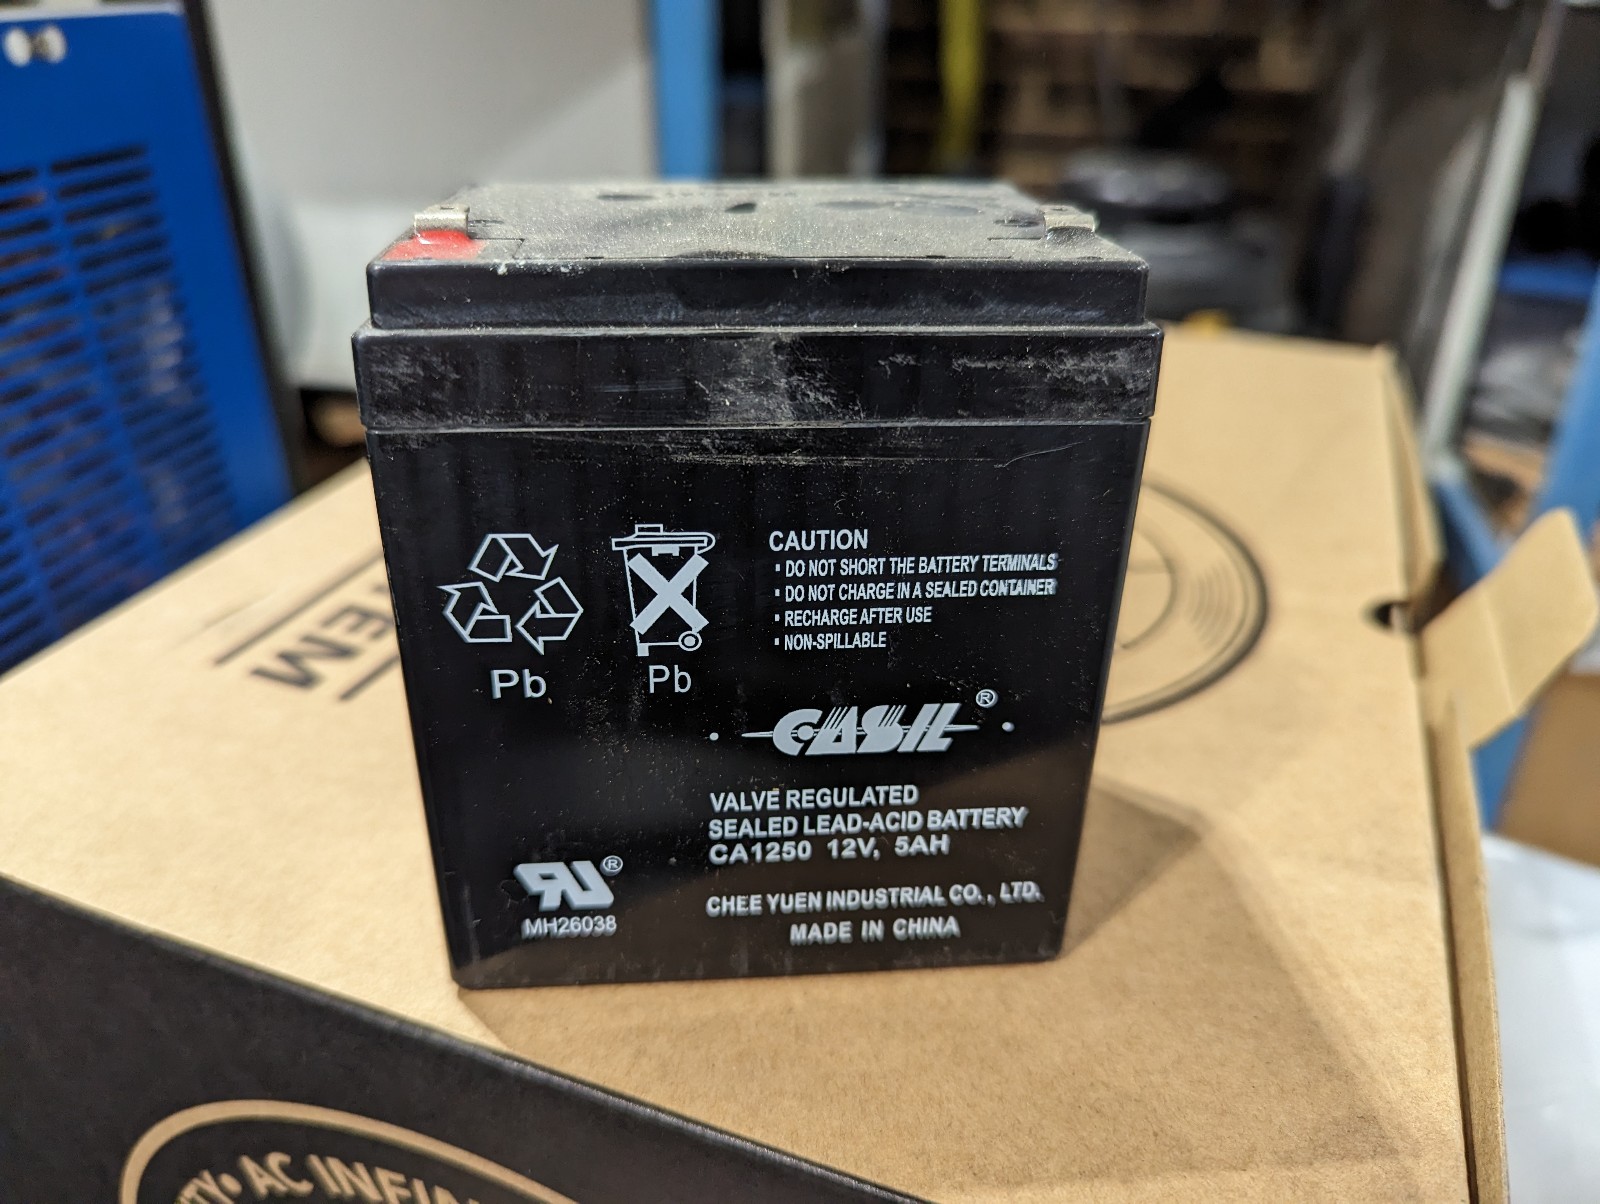 CAUTION
▪ DO NOT SHORT THE BATTERY TERMINALS
▪ DO NOT CHARGE IN A SEALED CONTAINER
▪ RECHARGE AFTER USE
▪ NON-SPILLABLE
Pb
Pb
CASIL®
VALVE REGULATED
SEALED LEAD-ACID BATTERY
CA1250 12V, 5AH
RU®
MH26038
CHEE YUEN INDUSTRIAL CO., LTD.
MADE IN CHINA